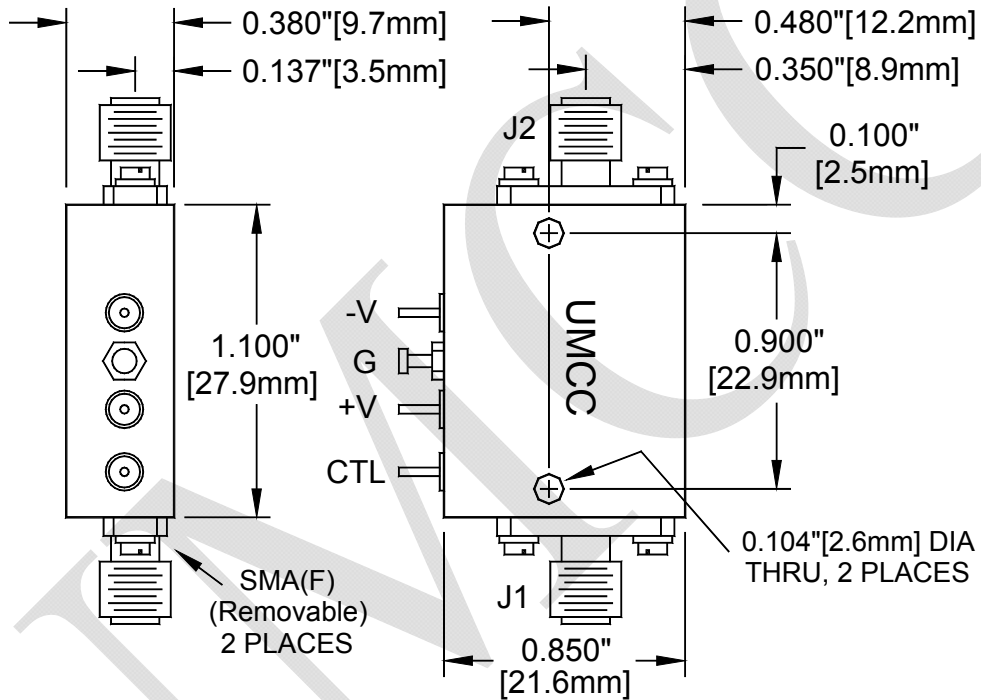 0.380"[9.7mm]
0.137"[3.5mm]
0.480"[12.2mm]
0.350"[8.9mm]
J2
0.100"
[2.5mm]
-V
G
+V
CTL
1.100"
[27.9mm]
UMCC
0.900"
[22.9mm]
SMA(F)
(Removable)
2 PLACES
J1
0.104"[2.6mm] DIA
THRU, 2 PLACES
0.850"
[21.6mm]
UMCC